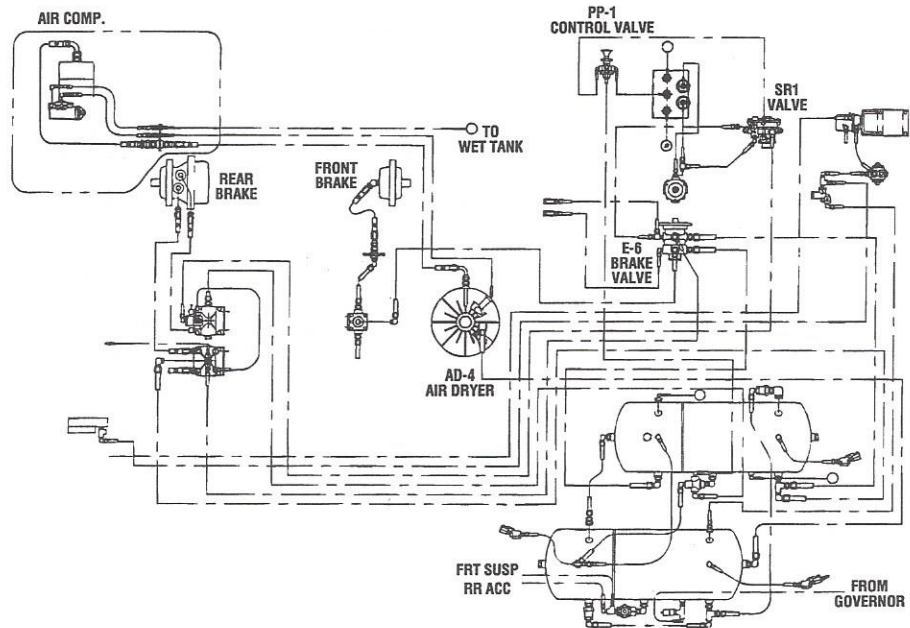 AIR COMP.
PP-1
CONTROL VALVE
SR1
VALVE
TO
WET TANK
REAR
BRAKE
FRONT
BRAKE
E-6
BRAKE
VALVE
AD-4
AIR DRYER
FRT SUSP
RR ACC
FROM
GOVERNOR